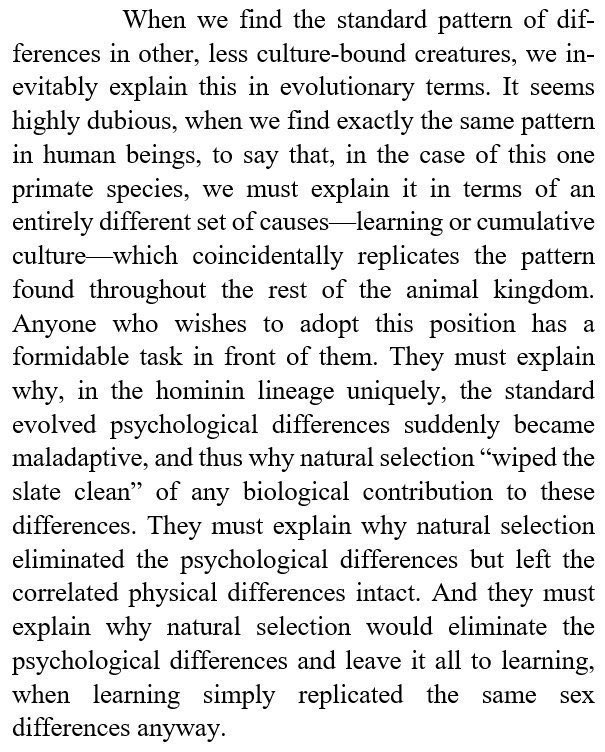 When we find the standard pattern of dif-
ferences in other, less culture-bound creatures, we in-
evitably explain this in evolutionary terms. It seems
highly dubious, when we find exactly the same pattern
in human beings, to say that, in the case of this one
primate species, we must explain it in terms of an
entirely different set of causes—learning or cumulative
culture—which coincidentally replicates the pattern
found throughout the rest of the animal kingdom.
Anyone who wishes to adopt this position has a
formidable task in front of them. They must explain
why, in the hominin lineage uniquely, the standard
evolved psychological differences suddenly became
maladaptive, and thus why natural selection “wiped the
slate clean” of any biological contribution to these
differences. They must explain why natural selection
eliminated the psychological differences but left the
correlated physical differences intact. And they must
explain why natural selection would eliminate the
psychological differences and leave it all to learning,
when learning simply replicated the same sex
differences anyway.